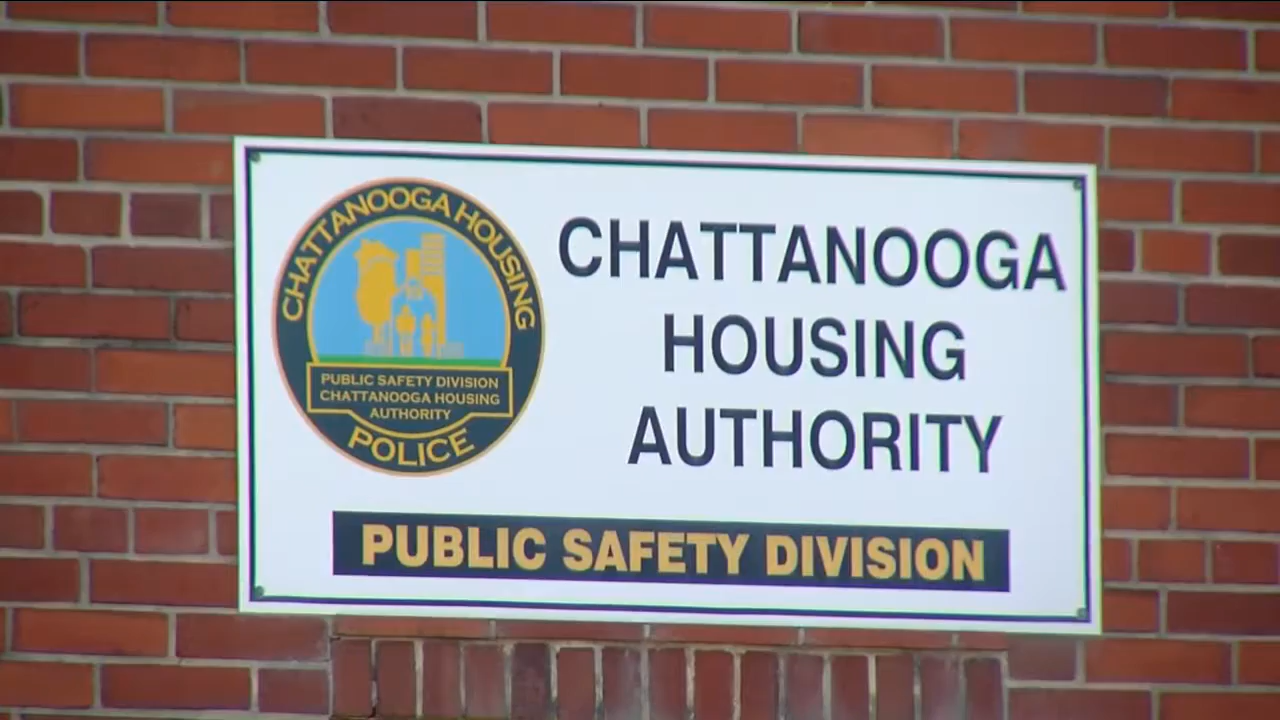 CHATTANOOGA HOUSING
PUBLIC SAFETY DIVISION
CHATTANOOGA HOUSING
AUTHORITY
POLICE
CHATTANOOGA
HOUSING
AUTHORITY
PUBLIC SAFETY DIVISION